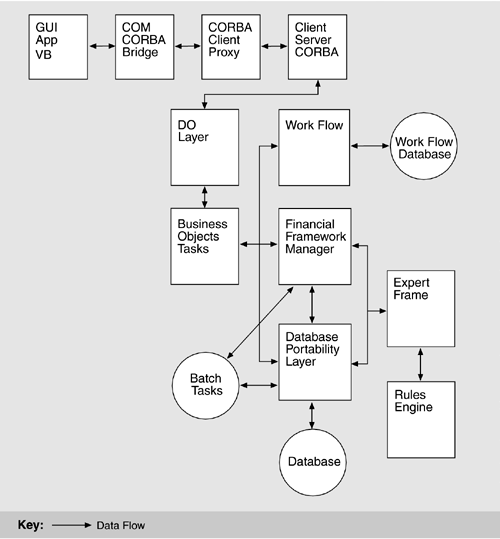 GUI
App
VB
COM
CORBA
Bridge
CORBA
Client
Proxy
Client
Server
CORBA
DO
Layer
Work Flow
Work Flow
Database
Business
Objects
Tasks
Financial
Framework
Manager
Expert
Frame
Database
Portability
Layer
Batch
Tasks
Rules
Engine
Database
Key: Data Flow